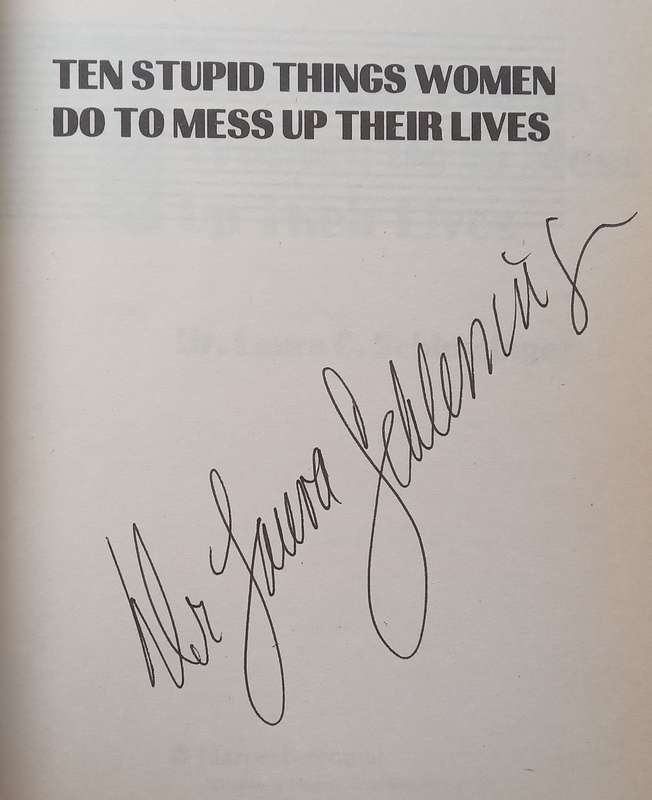 TEN STUPID THINGS WOMEN
DO TO MESS UP THEIR LIVES
Dr Laura Schlessinger